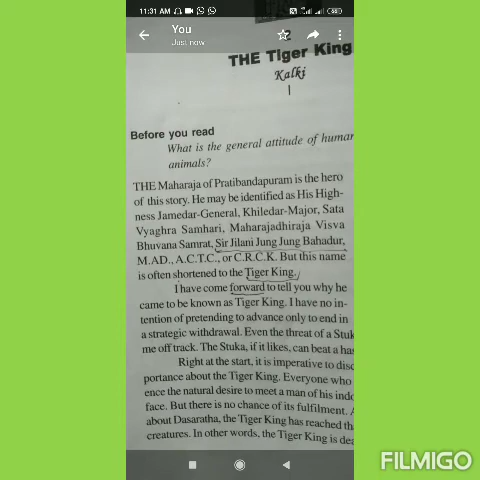 11:31 AM
You
Just now
2
THE Tiger King
Kalki
Before you read
What is the general attitude of human
animals?
THE Maharaja of Pratibandapuram is the hero
of this story. He may be identified as His High-
ness Jamedar-General, Khiledar-Major, Sata
Vyaghra Samhari, Maharajadhiraja Visva
Bhuvana Samrat, Sir Jilani Jung Jung Bahadur,
M.AD., A.C.T.C., or C.R.C.K. But this name
is often shortened to the Tiger King.
I have come forward to tell you why he
came to be known as Tiger King. I have no in-
tention of pretending to advance only to end in
a strategic withdrawal. Even the threat of a Stuk
me off track. The Stuka, if it likes, can beat a has
Right at the start, it is imperative to disc
portance about the Tiger King. Everyone who
ence the natural desire to meet a man of his indo
face. But there is no chance of its fulfilment. A
about Dasaratha, the Tiger King has reached th
creatures. In other words, the Tiger King is dea
FILMIGO